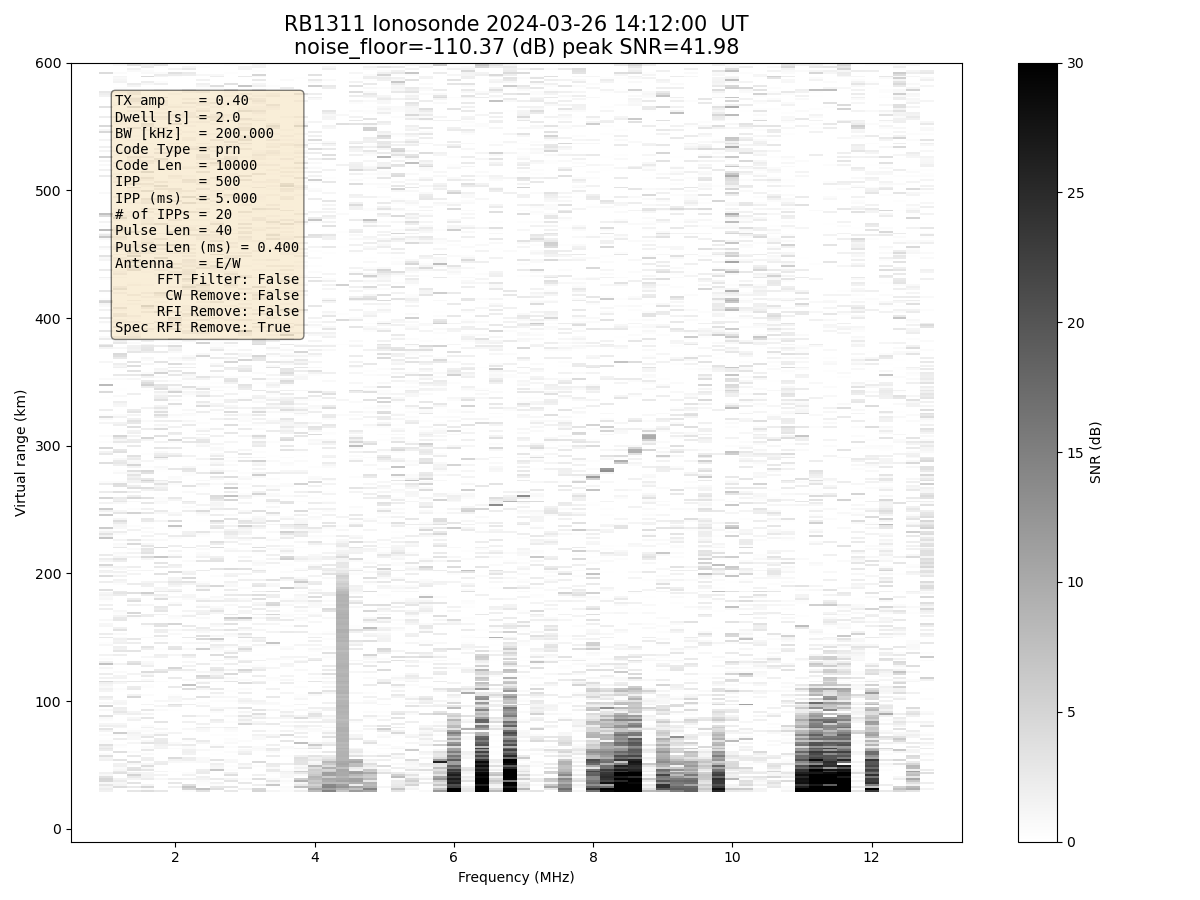 RB1311 Ionosonde 2024-03-26 14:12:00  UT
noise_floor=-110.37 (dB) peak SNR=41.98
TX amp    = 0.40
Dwell [s] = 2.0
BW [kHz]  = 200.000
Code Type = prn
Code Len  = 10000
IPP       = 500
IPP (ms)  = 5.000
# of IPPs = 20
Pulse Len = 40
Pulse Len (ms) = 0.400
Antenna   = E/W
FFT Filter: False
CW Remove: False
RFI Remove: False
Spec RFI Remove: True
600
500
400
300
200
100
0
Virtual range (km)
2 4 6 8 10 12
Frequency (MHz)
30
25
20
15
10
5
0
SNR (dB)